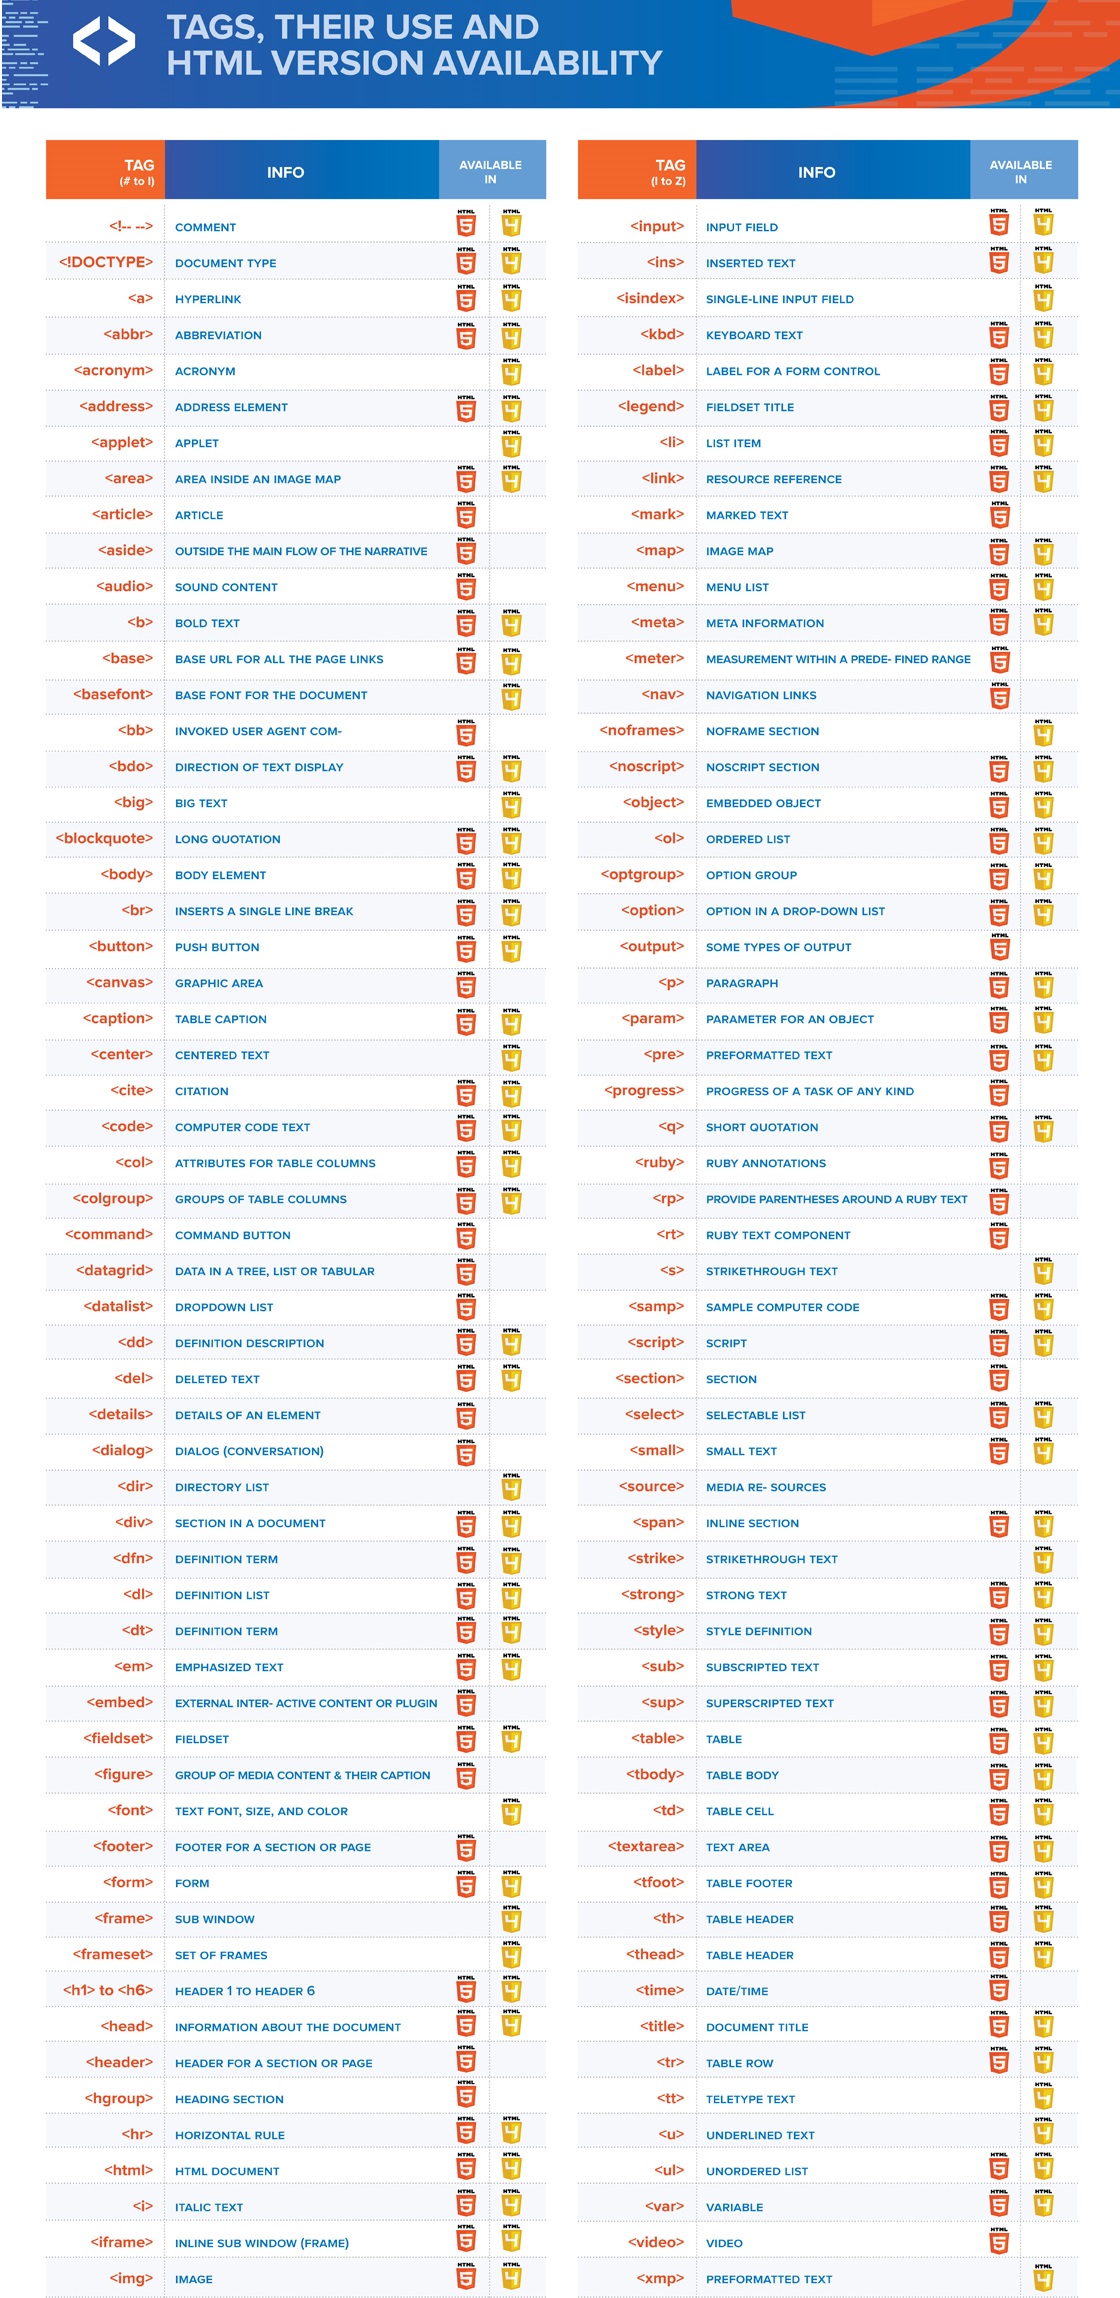 TAGS, THEIR USE AND
HTML VERSION AVAILABILITY
TAG INFO AVAILABLE
(# to I) IN
<!-- --> COMMENT HTML 5 HTML 4
<!DOCTYPE> DOCUMENT TYPE HTML 5 HTML 4
<a> HYPERLINK HTML 5 HTML 4
<abbr> ABBREVIATION HTML 5 HTML 4
<acronym> ACRONYM HTML 4
<address> ADDRESS ELEMENT HTML 5 HTML 4
<applet> APPLET HTML 4
<area> AREA INSIDE AN IMAGE MAP HTML 5 HTML 4
<article> ARTICLE HTML 5
<aside> OUTSIDE THE MAIN FLOW OF THE NARRATIVE HTML 5
<audio> SOUND CONTENT HTML 5
<b> BOLD TEXT HTML 5 HTML 4
<base> BASE URL FOR ALL THE PAGE LINKS HTML 5 HTML 4
<basefont> BASE FONT FOR THE DOCUMENT HTML 4
<bb> INVOKED USER AGENT COM- HTML 5
<bdo> DIRECTION OF TEXT DISPLAY HTML 5 HTML 4
<big> BIG TEXT HTML 4
<blockquote> LONG QUOTATION HTML 5 HTML 4
<body> BODY ELEMENT HTML 5 HTML 4
<br> INSERTS A SINGLE LINE BREAK HTML 5 HTML 4
<button> PUSH BUTTON HTML 5 HTML 4
<canvas> GRAPHIC AREA HTML 5
<caption> TABLE CAPTION HTML 5 HTML 4
<center> CENTERED TEXT HTML 4
<cite> CITATION HTML 5 HTML 4
<code> COMPUTER CODE TEXT HTML 5 HTML 4
<col> ATTRIBUTES FOR TABLE COLUMNS HTML 5 HTML 4
<colgroup> GROUPS OF TABLE COLUMNS HTML 5 HTML 4
<command> COMMAND BUTTON HTML 5
<datagrid> DATA IN A TREE, LIST OR TABULAR HTML 5
<datalist> DROPDOWN LIST HTML 5
<dd> DEFINITION DESCRIPTION HTML 5 HTML 4
<del> DELETED TEXT HTML 5 HTML 4
<details> DETAILS OF AN ELEMENT HTML 5
<dialog> DIALOG (CONVERSATION) HTML 5
<dir> DIRECTORY LIST HTML 4
<div> SECTION IN A DOCUMENT HTML 5 HTML 4
<dfn> DEFINITION TERM HTML 5 HTML 4
<dl> DEFINITION LIST HTML 5 HTML 4
<dt> DEFINITION TERM HTML 5 HTML 4
<em> EMPHASIZED TEXT HTML 5 HTML 4
<embed> EXTERNAL INTER- ACTIVE CONTENT OR PLUGIN HTML 5
<fieldset> FIELDSET HTML 5 HTML 4
<figure> GROUP OF MEDIA CONTENT & THEIR CAPTION HTML 5
<font> TEXT FONT, SIZE, AND COLOR HTML 4
<footer> FOOTER FOR A SECTION OR PAGE HTML 5
<form> FORM HTML 5 HTML 4
<frame> SUB WINDOW HTML 4
<frameset> SET OF FRAMES HTML 4
<h1> to <h6> HEADER 1 TO HEADER 6 HTML 5 HTML 4
<head> INFORMATION ABOUT THE DOCUMENT HTML 5 HTML 4
<header> HEADER FOR A SECTION OR PAGE HTML 5
<hgroup> HEADING SECTION HTML 5
<hr> HORIZONTAL RULE HTML 5 HTML 4
<html> HTML DOCUMENT HTML 5 HTML 4
<i> ITALIC TEXT HTML 5 HTML 4
<iframe> INLINE SUB WINDOW (FRAME) HTML 5 HTML 4
<img> IMAGE HTML 5 HTML 4
TAG INFO AVAILABLE
(I to Z) IN
<input> INPUT FIELD HTML 5 HTML 4
<ins> INSERTED TEXT HTML 5 HTML 4
<isindex> SINGLE-LINE INPUT FIELD HTML 4
<kbd> KEYBOARD TEXT HTML 5 HTML 4
<label> LABEL FOR A FORM CONTROL HTML 5 HTML 4
<legend> FIELDSET TITLE HTML 5 HTML 4
<li> LIST ITEM HTML 5 HTML 4
<link> RESOURCE REFERENCE HTML 5 HTML 4
<mark> MARKED TEXT HTML 5
<map> IMAGE MAP HTML 5 HTML 4
<menu> MENU LIST HTML 5 HTML 4
<meta> META INFORMATION HTML 5 HTML 4
<meter> MEASUREMENT WITHIN A PREDE- FINED RANGE HTML 5
<nav> NAVIGATION LINKS HTML 5
<noframes> NOFRAME SECTION HTML 4
<noscript> NOSCRIPT SECTION HTML 5 HTML 4
<object> EMBEDDED OBJECT HTML 5 HTML 4
<ol> ORDERED LIST HTML 5 HTML 4
<optgroup> OPTION GROUP HTML 5 HTML 4
<option> OPTION IN A DROP-DOWN LIST HTML 5 HTML 4
<output> SOME TYPES OF OUTPUT HTML 5
<p> PARAGRAPH HTML 5 HTML 4
<param> PARAMETER FOR AN OBJECT HTML 5 HTML 4
<pre> PREFORMATTED TEXT HTML 5 HTML 4
<progress> PROGRESS OF A TASK OF ANY KIND HTML 5
<q> SHORT QUOTATION HTML 5 HTML 4
<ruby> RUBY ANNOTATIONS HTML 5
<rp> PROVIDE PARENTHESES AROUND A RUBY TEXT HTML 5
<rt> RUBY TEXT COMPONENT HTML 5
<s> STRIKETHROUGH TEXT HTML 4
<samp> SAMPLE COMPUTER CODE HTML 5 HTML 4
<script> SCRIPT HTML 5 HTML 4
<section> SECTION HTML 5
<select> SELECTABLE LIST HTML 5 HTML 4
<small> SMALL TEXT HTML 5 HTML 4
<source> MEDIA RE- SOURCES
<span> INLINE SECTION HTML 5 HTML 4
<strike> STRIKETHROUGH TEXT HTML 4
<strong> STRONG TEXT HTML 5 HTML 4
<style> STYLE DEFINITION HTML 5 HTML 4
<sub> SUBSCRIPTED TEXT HTML 5 HTML 4
<sup> SUPERSCRIPTED TEXT HTML 5 HTML 4
<table> TABLE HTML 5 HTML 4
<tbody> TABLE BODY HTML 5 HTML 4
<td> TABLE CELL HTML 5 HTML 4
<textarea> TEXT AREA HTML 5 HTML 4
<tfoot> TABLE FOOTER HTML 5 HTML 4
<th> TABLE HEADER HTML 5 HTML 4
<thead> TABLE HEADER HTML 5 HTML 4
<time> DATE/TIME HTML 5
<title> DOCUMENT TITLE HTML 5 HTML 4
<tr> TABLE ROW HTML 5 HTML 4
<tt> TELETYPE TEXT HTML 4
<u> UNDERLINED TEXT HTML 4
<ul> UNORDERED LIST HTML 5 HTML 4
<var> VARIABLE HTML 5 HTML 4
<video> VIDEO HTML 5
<xmp> PREFORMATTED TEXT HTML 4